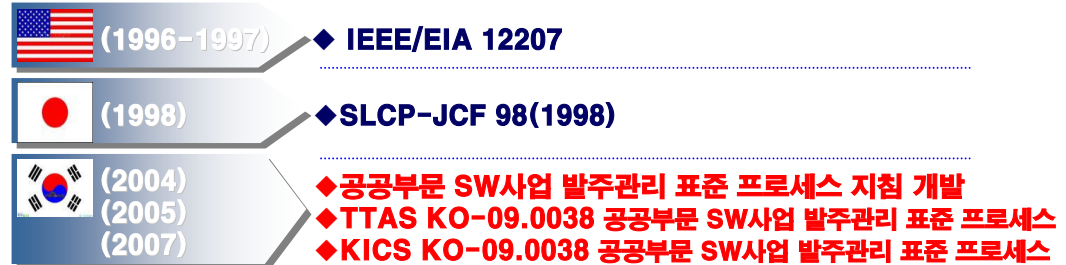 (1996-1997) ◆ IEEE/EIA 12207
(1998) ◆SLCP-JCF 98(1998)
(2004) ◆공공부문 SW사업 발주관리 표준 프로세스 지침 개발
(2005) ◆TTAS KO-09.0038 공공부문 SW사업 발주관리 표준 프로세스
(2007) ◆KICS KO-09.0038 공공부문 SW사업 발주관리 표준 프로세스